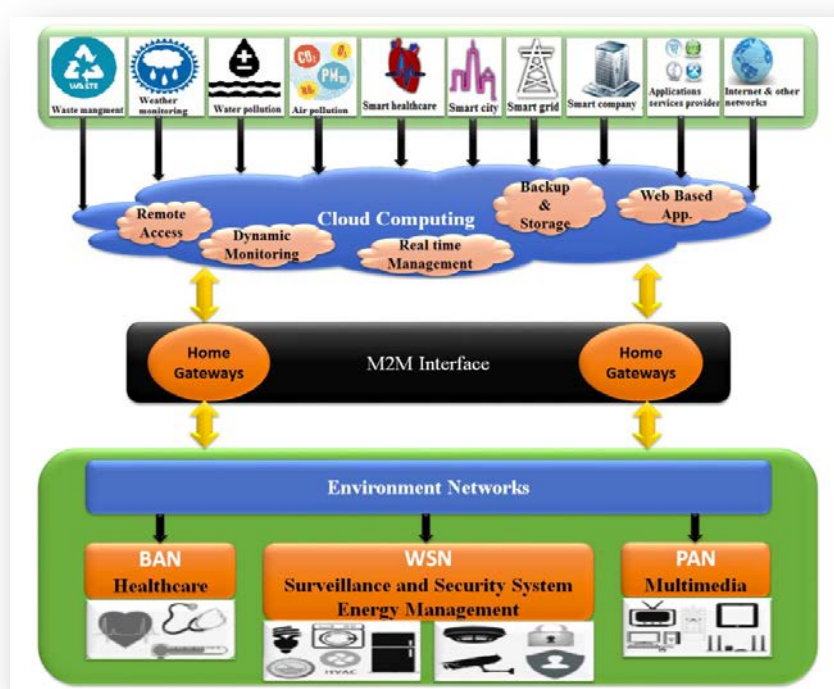 WASTE
Waste mangment
Weather
monitoring
Water pollution
CO₂
O₃
PM₁₀
Air pollution
Smart healthcare
Smart city
Smart grid
Smart company
Applications
services provider
Internet & other
networks
Cloud Computing
Remote
Access
Dynamic
Monitoring
Real time
Management
Backup
&
Storage
Web Based
App.
Home
Gateways
M2M Interface
Home
Gateways
Environment Networks
BAN
Healthcare
WSN
Surveillance and Security System
Energy Management
PAN
Multimedia
HVAC